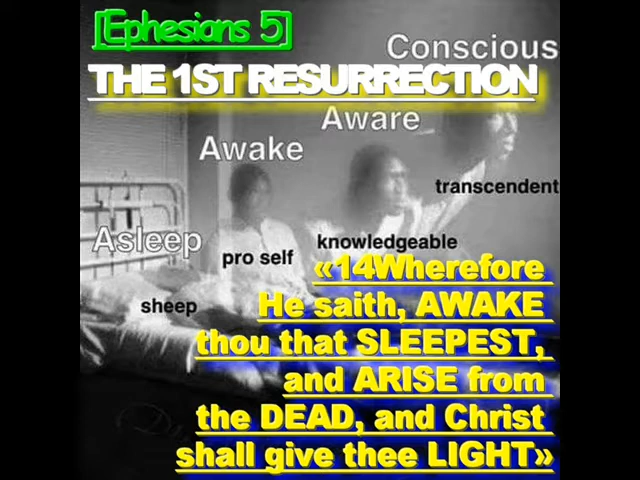 [Ephesians 5]
Conscious
THE 1ST RESURRECTION
Aware
Awake
transcendent
Asleep
knowledgeable
pro self
sheep
«14Wherefore
He saith, AWAKE
thou that SLEEPEST,
and ARISE from
the DEAD, and Christ
shall give thee LIGHT»